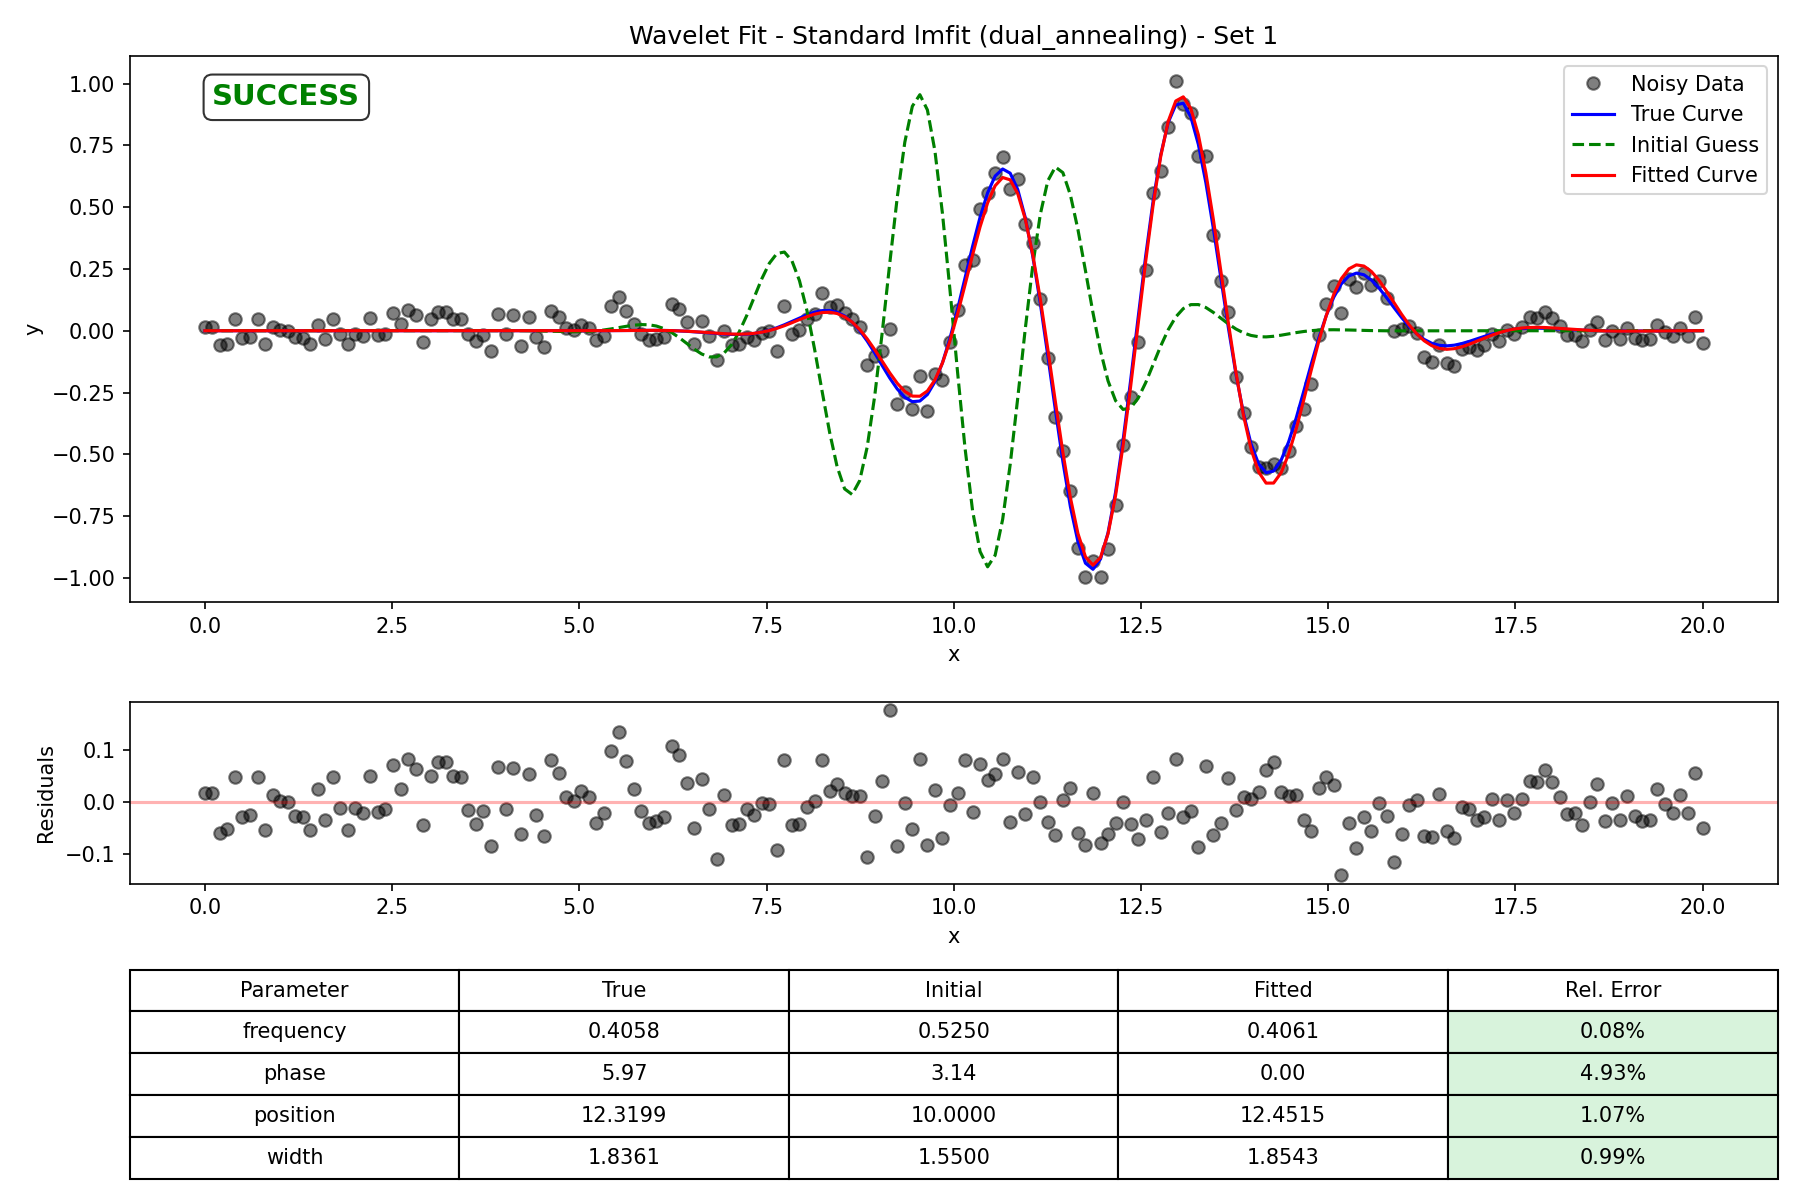 Wavelet Fit - Standard lmfit (dual_annealing) - Set 1
SUCCESS
Noisy Data
True Curve
Initial Guess
Fitted Curve
1.00
0.75
0.50
0.25
0.00
−0.25
−0.50
−0.75
−1.00
y
0.0 2.5 5.0 7.5 10.0 12.5 15.0 17.5 20.0
x
0.1
0.0
−0.1
Residuals
0.0 2.5 5.0 7.5 10.0 12.5 15.0 17.5 20.0
x
Parameter True Initial Fitted Rel. Error
frequency 0.4058 0.5250 0.4061 0.08%
phase 5.97 3.14 0.00 4.93%
position 12.3199 10.0000 12.4515 1.07%
width 1.8361 1.5500 1.8543 0.99%